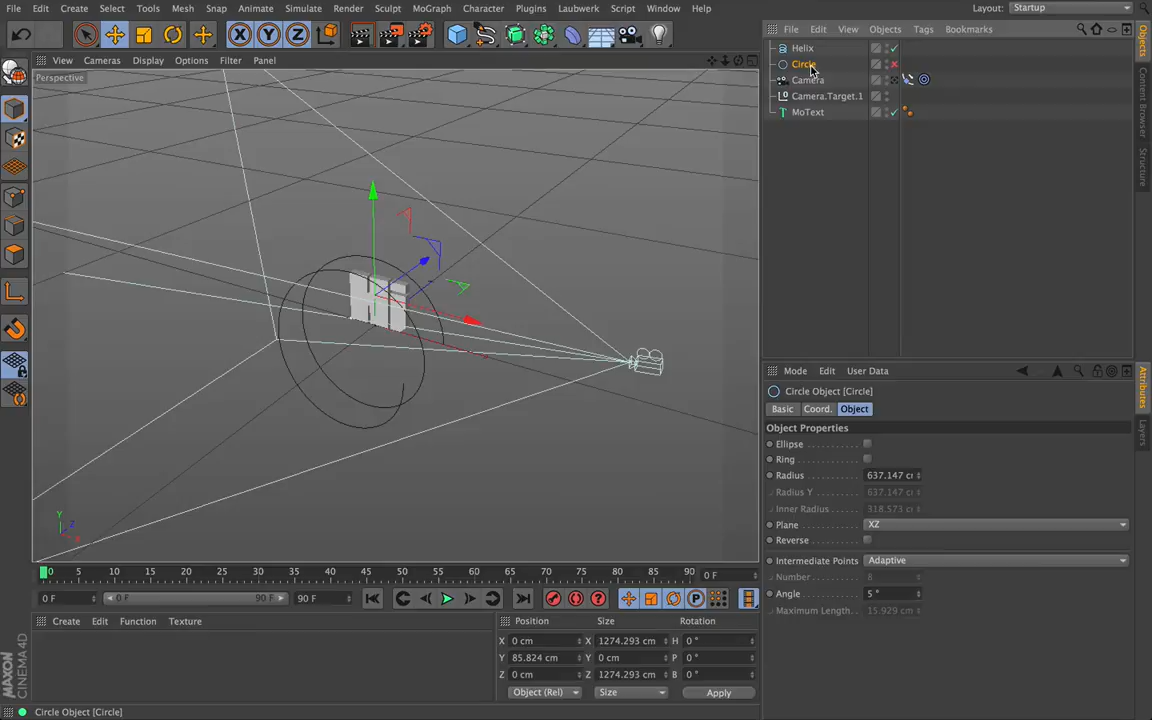 File Edit Create Select Tools Mesh Snap Animate Simulate Render Sculpt MoGraph Character Plugins Laubwerk Script Window Help Layout: Startup
View Cameras Display Options Filter Panel
Perspective
File Edit View Objects Tags Bookmarks
Helix
Circle
Camera
Camera.Target.1
MoText
Objects
Content Browser
Structure
Mode Edit User Data
Circle Object [Circle]
Basic Coord. Object
Object Properties
Ellipse
Ring
Radius 637.147 c
Radius Y 637.147 c
Inner Radius 318.573 c
Plane XZ
Reverse
Intermediate Points Adaptive
Number 8
Angle 5 °
Maximum Length 15.929 cm
Attributes
Layers
Y
Z
X
0 5 10 15 20 25 30 35 40 45 50 55 60 65 70 75 80 85 90 0 F
0 F 0 F 90 F 90 F
P
Create Edit Function Texture
Position Size Rotation
X 0 cm X 1274.293 cm H 0 °
Y 85.824 cm Y 0 cm P 0 °
Z 0 cm Z 1274.293 cm B 0 °
Object (Rel) Size Apply
MAXON
CINEMA 4D
Circle Object [Circle]